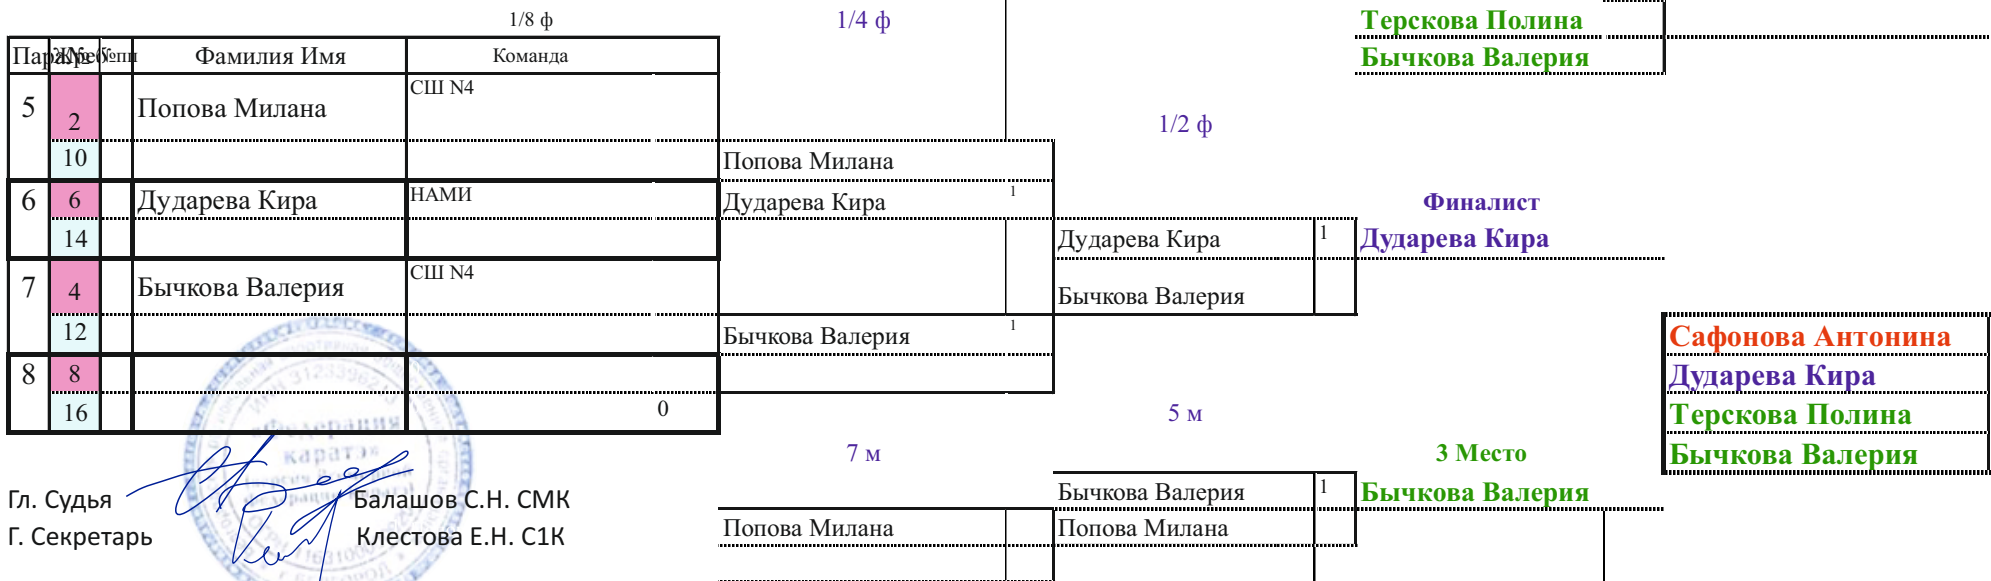 1/8 ф
1/4 ф
Терскова Полина
Бычкова Валерия
Пара № Фамилия Имя Команда
5 2 Попова Милана СШ N4
1/2 ф
10
Попова Милана
6 6 Дударева Кира НАМИ
Дударева Кира 1
Финалист
14
Дударева Кира 1 Дударева Кира
7 4 Бычкова Валерия СШ N4
Бычкова Валерия
12
Бычкова Валерия 1
Сафонова Антонина
8 8
Дударева Кира
16 0
5 м
Терскова Полина
7 м
3 Место
Бычкова Валерия
«Федерация
каратэ»
Гл. Судья Балашов С.Н. СМК
Бычкова Валерия 1 Бычкова Валерия
Г. Секретарь Клестова Е.Н. С1К
Попова Милана
Попова Милана